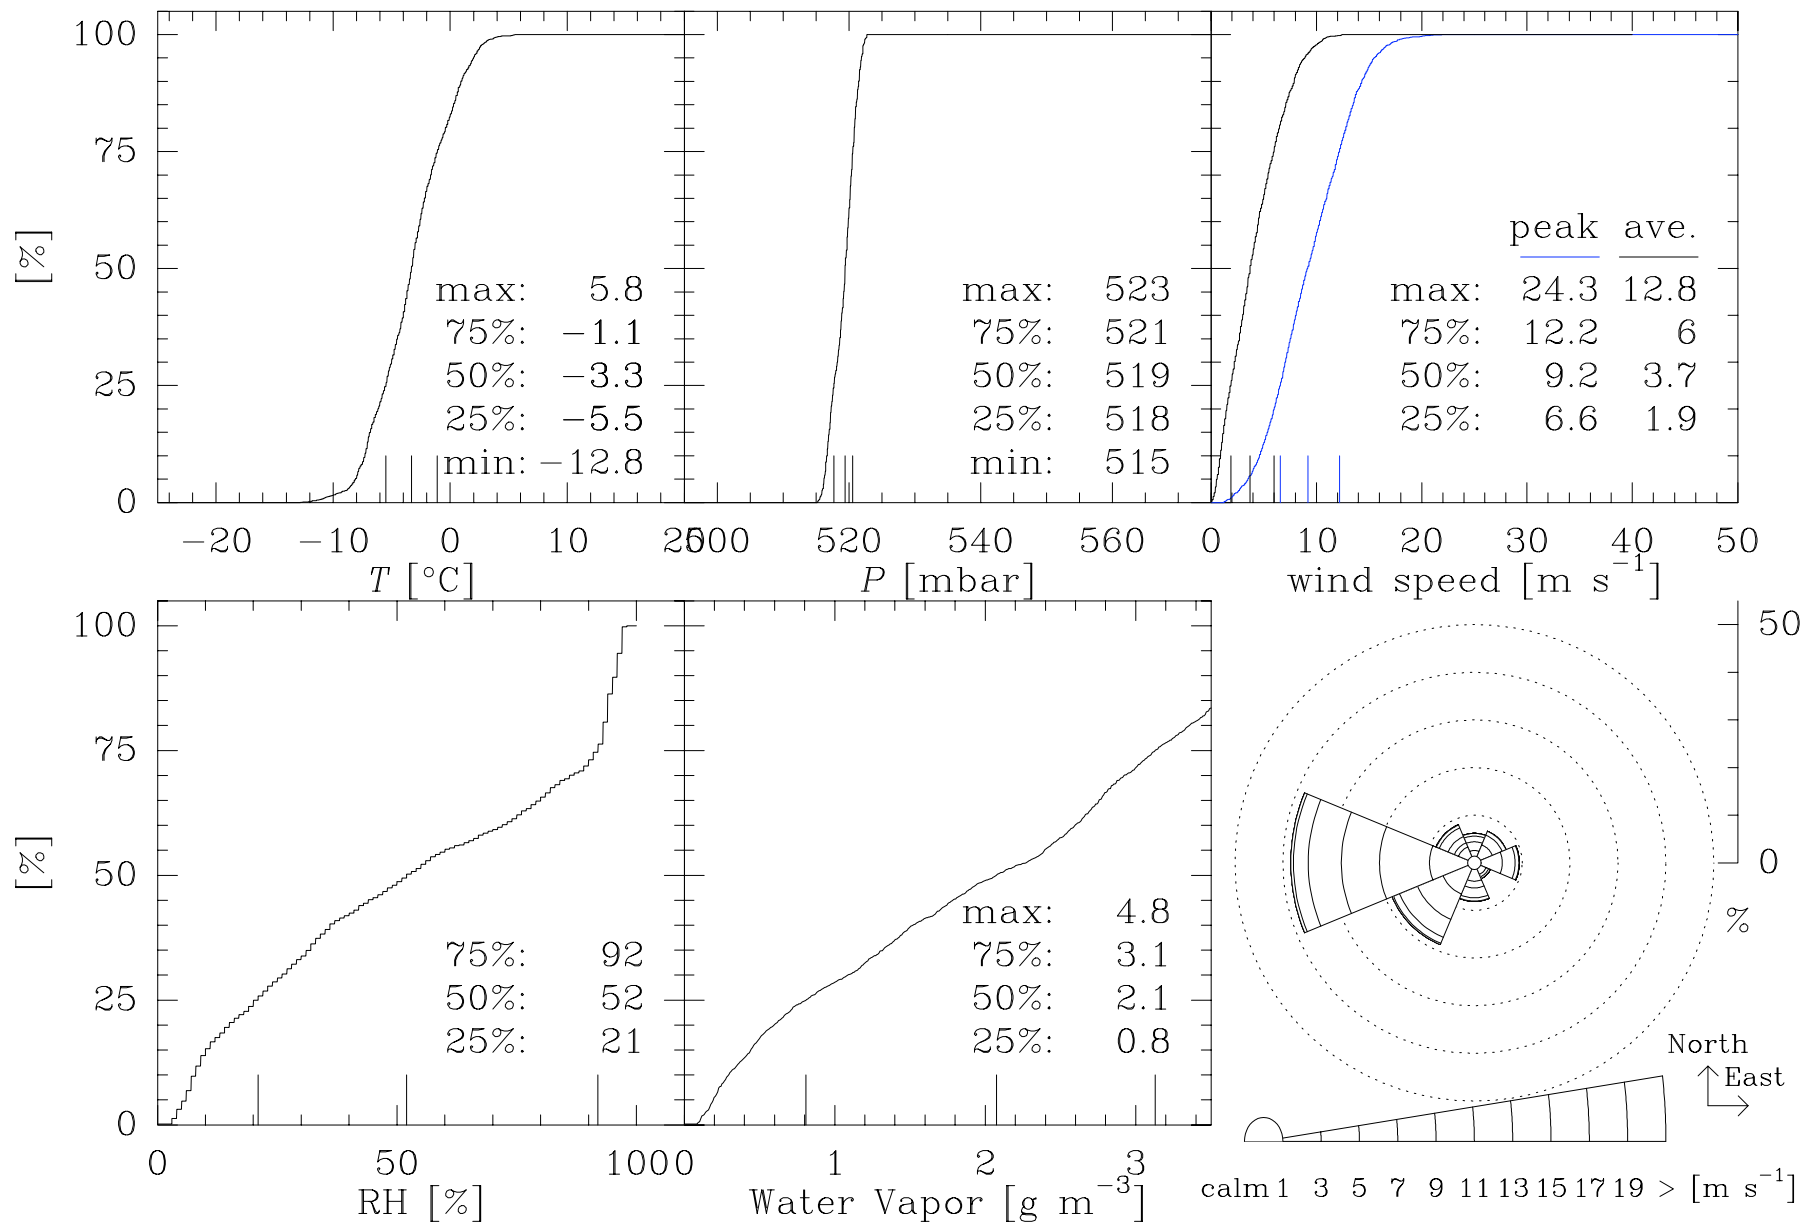 100
75
[%]
50
25
0
max: 5.8
75%: −1.1
50%: −3.3
25%: −5.5
min: −12.8
−20 −10 0 10 20
T [°C]
max: 523
75%: 521
50%: 519
25%: 518
min: 515
500 520 540 560
P [mbar]
peak ave.
max: 24.3 12.8
75%: 12.2 6
50%: 9.2 3.7
25%: 6.6 1.9
0 10 20 30 40 50
wind speed [m s−1]
100
75
[%]
50
25
0
75%: 92
50%: 52
25%: 21
0 50 100
RH [%]
max: 4.8
75%: 3.1
50%: 2.1
25%: 0.8
0 1 2 3
Water Vapor [g m−3]
50
0
%
North
East
calm 1 3 5 7 9 11 13 15 17 19 > [m s−1]